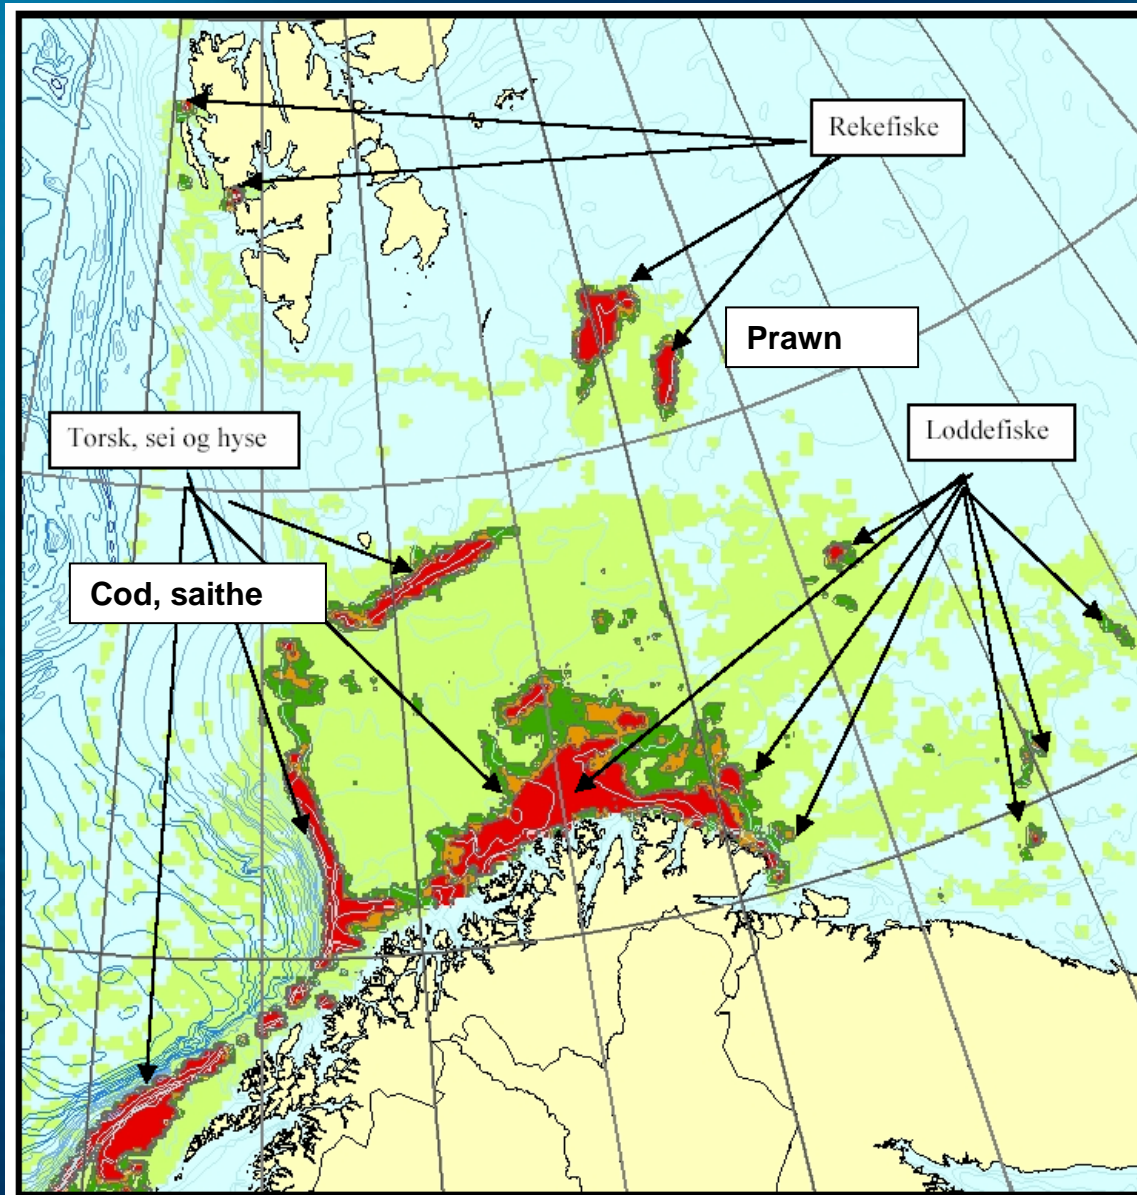 Rekefiske
Prawn
Torsk, sei og hyse
Loddefiske
Cod, saithe